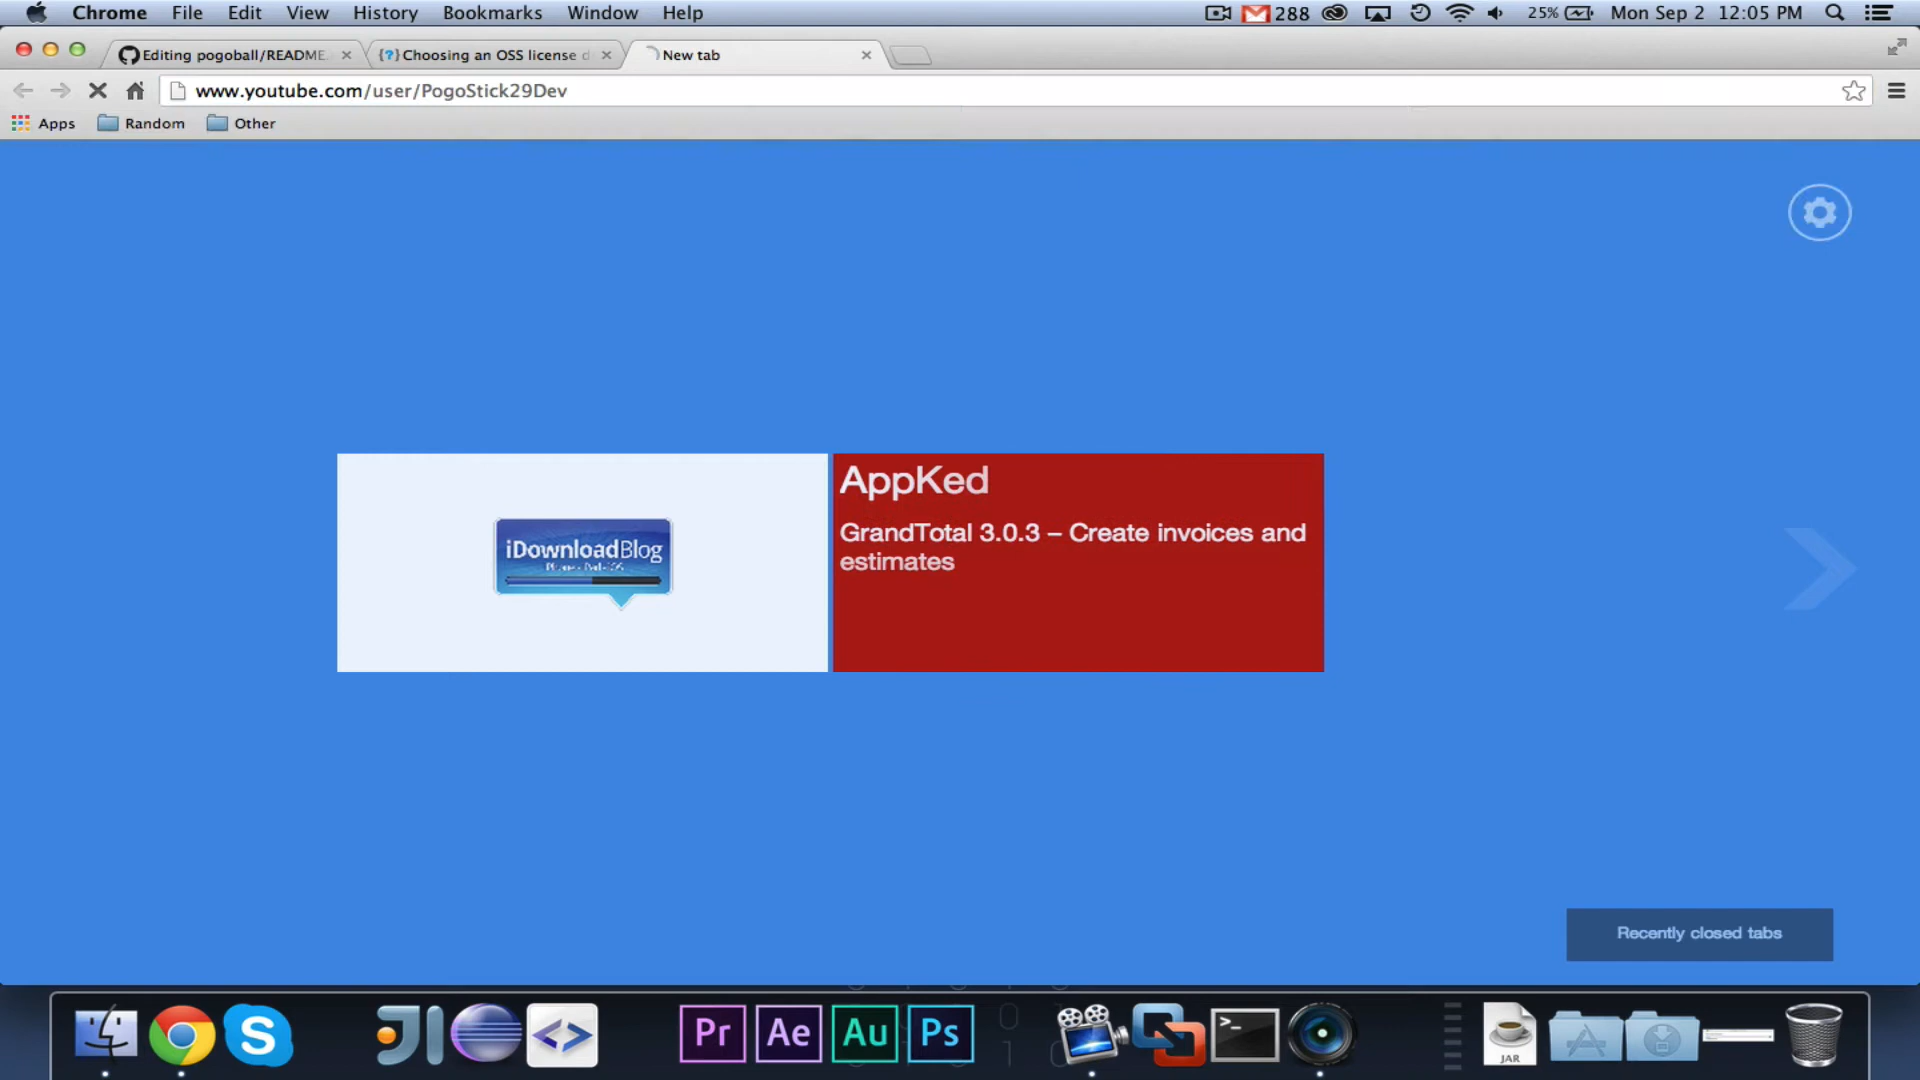 Chrome File Edit View History Bookmarks Window Help 288 25% Mon Sep 2 12:05 PM
Editing pogoball/README {?} Choosing an OSS license d New tab
www.youtube.com/user/PogoStick29Dev
Apps Random Other
AppKed
GrandTotal 3.0.3 – Create invoices and
estimates
iDownloadBlog
Recently closed tabs
Pr Ae Au Ps
JAR